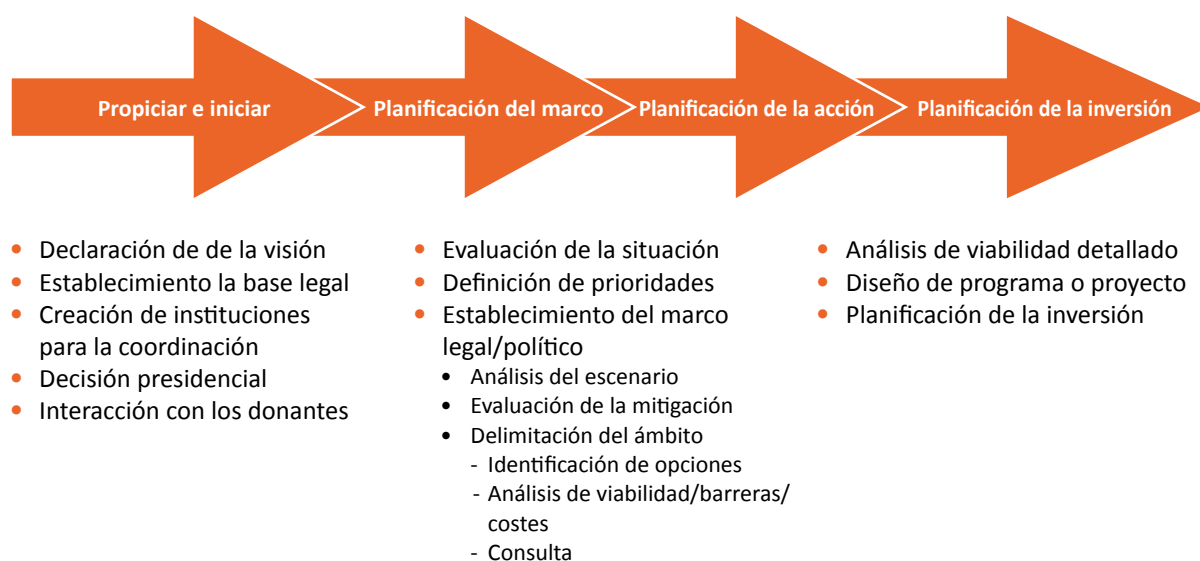 Propiciar e iniciar
Planificación del marco
Planificación de la acción
Planificación de la inversión
• Declaración de de la visión
• Establecimiento la base legal
• Creación de instituciones
para la coordinación
• Decisión presidencial
• Interacción con los donantes
• Evaluación de la situación
• Definición de prioridades
• Establecimiento del marco
legal/político
• Análisis del escenario
• Evaluación de la mitigación
• Delimitación del ámbito
- Identificación de opciones
- Análisis de viabilidad/barreras/
costes
- Consulta
• Análisis de viabilidad detallado
• Diseño de programa o proyecto
• Planificación de la inversión